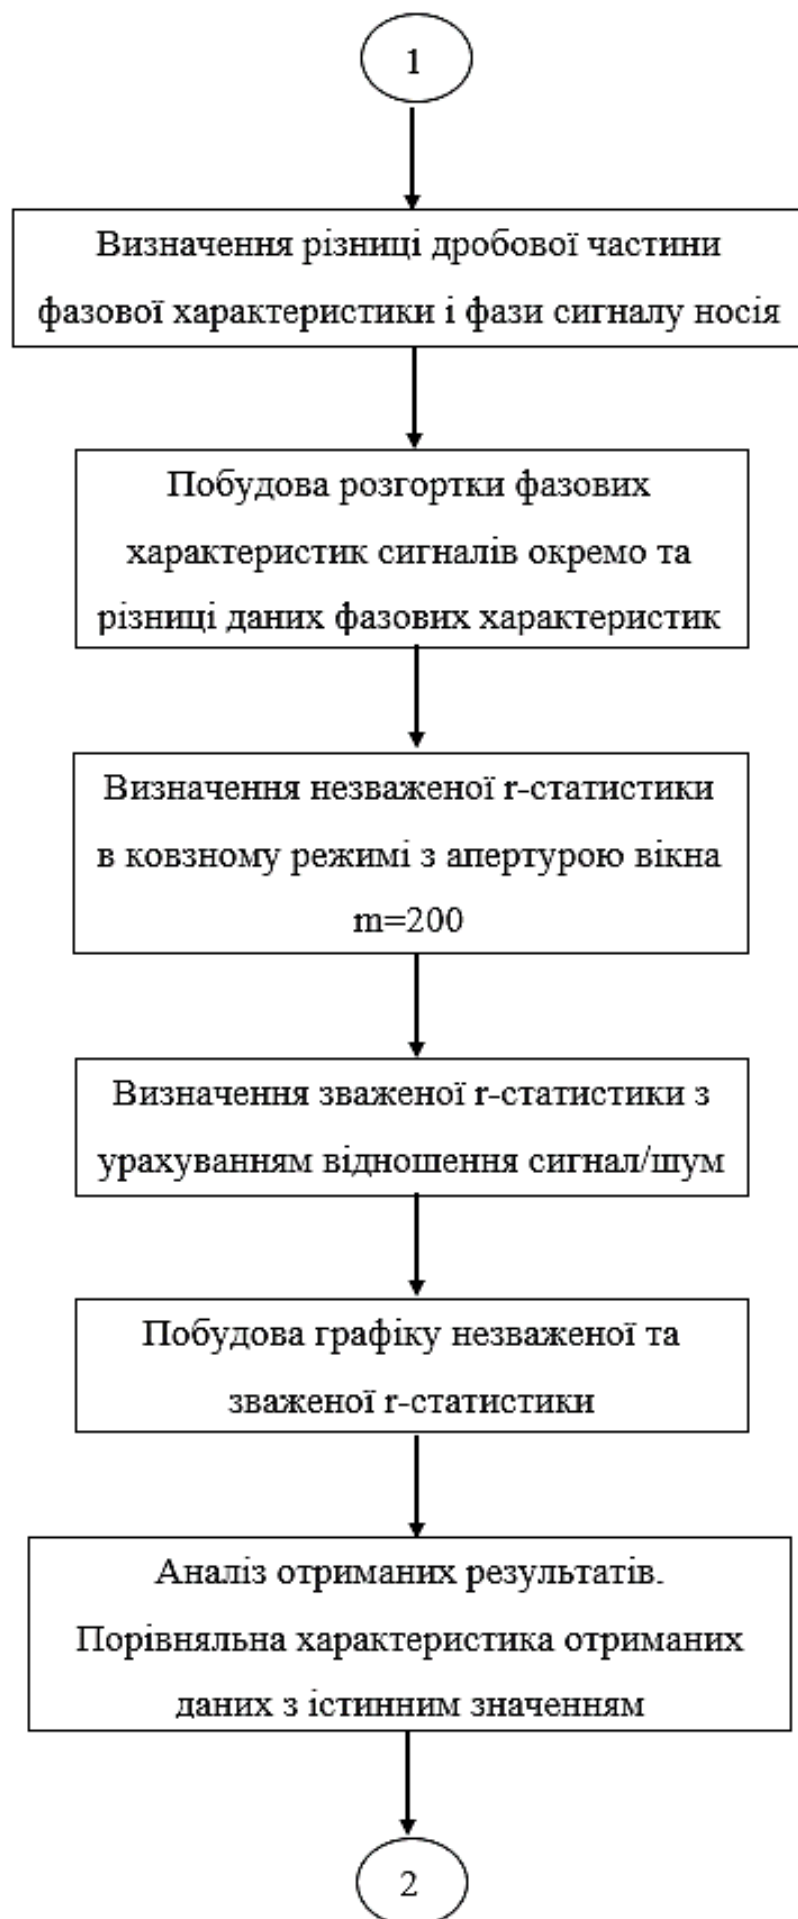 1
Визначення різниці дробової частини
фазової характеристики і фази сигналу носія
Побудова розгортки фазових
характеристик сигналів окремо та
різниці даних фазових характеристик
Визначення незваженої r-статистики
в ковзному режимі з апертурою вікна
m=200
Визначення зваженої r-статистики з
урахуванням відношення сигнал/шум
Побудова графіку незваженої та
зваженої r-статистики
Аналіз отриманих результатів.
Порівняльна характеристика отриманих
даних з істинним значенням
2